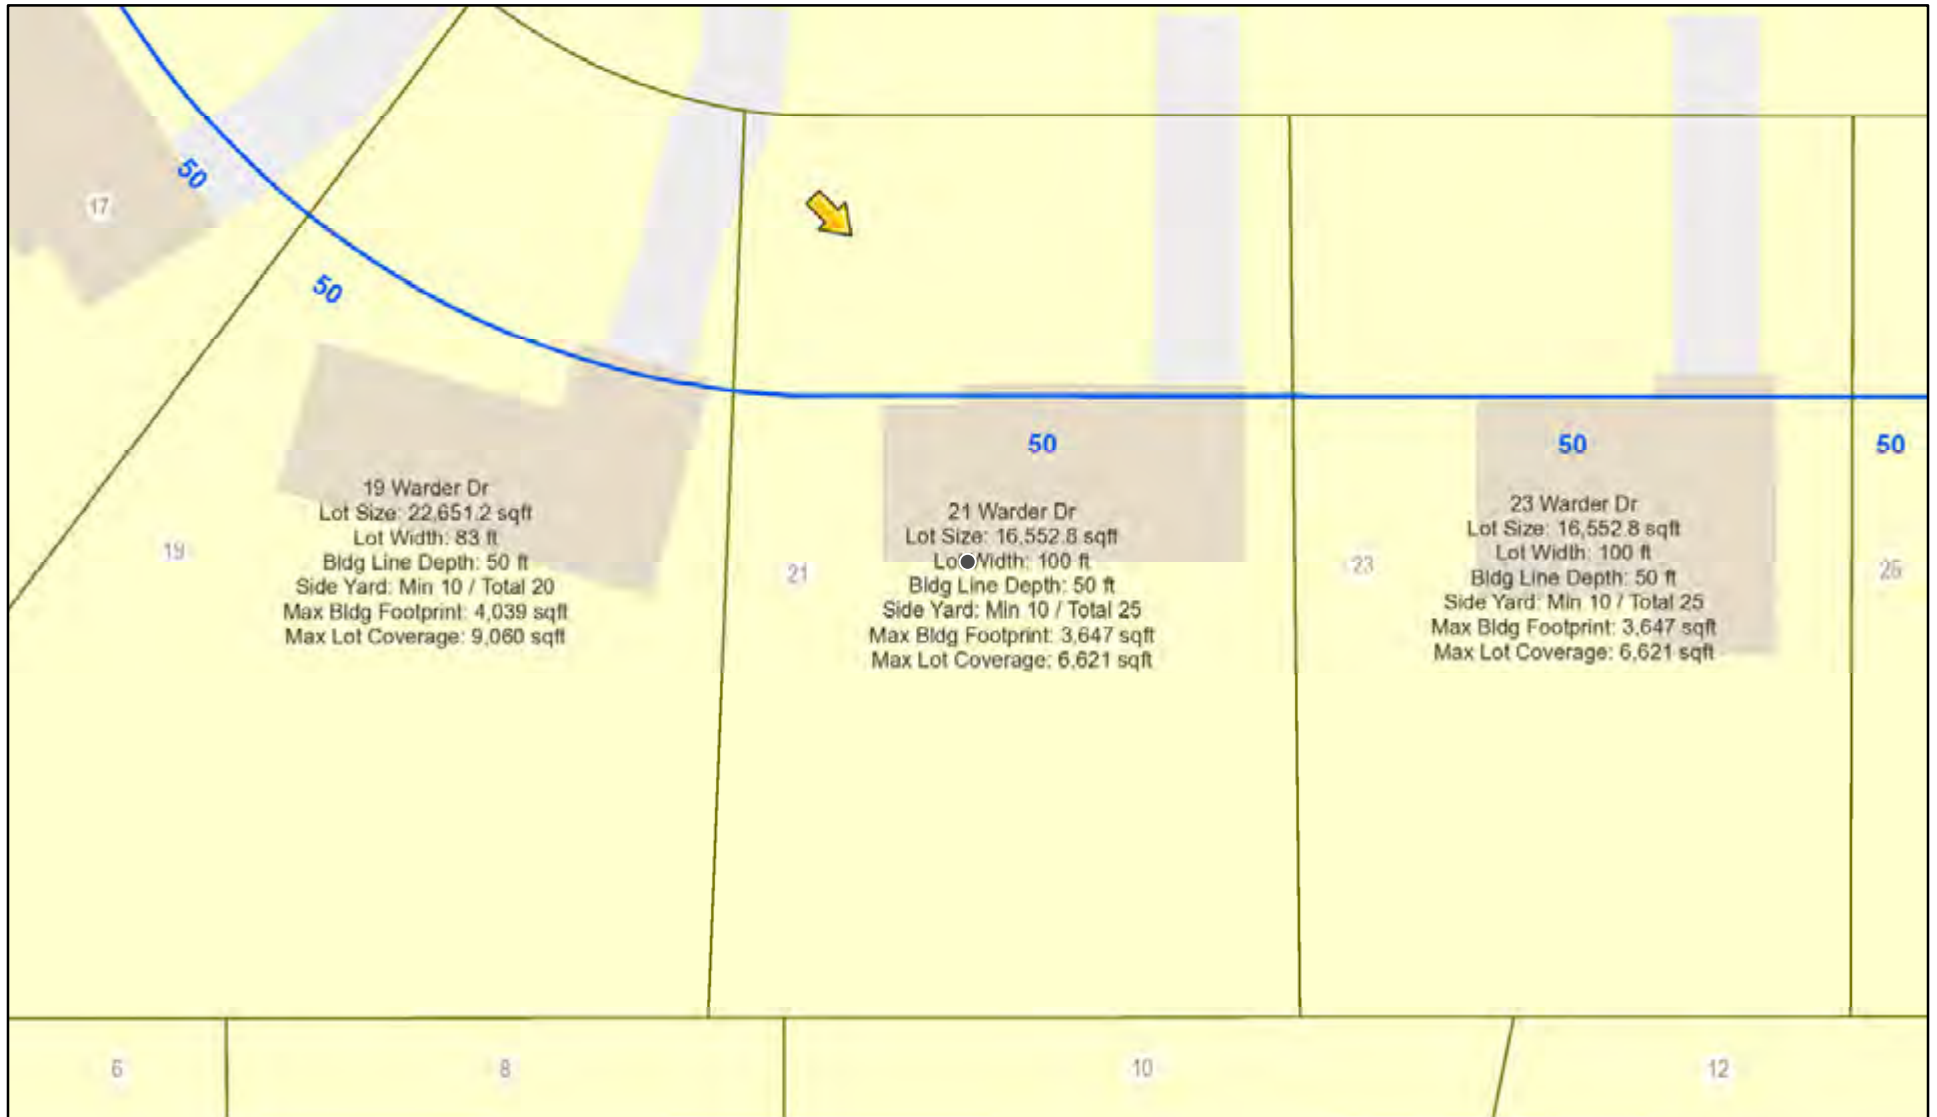 50
17
50
50
50
50
19 Warder Dr
Lot Size: 22,651.2 sqft
Lot Width: 83 ft
Bldg Line Depth: 50 ft
Side Yard: Min 10 / Total 20
Max Bldg Footprint: 4,039 sqft
Max Lot Coverage: 9,060 sqft
19
21 Warder Dr
Lot Size: 16,552.8 sqft
Lot Width: 100 ft
Bldg Line Depth: 50 ft
Side Yard: Min 10 / Total 25
Max Bldg Footprint: 3,647 sqft
Max Lot Coverage: 6,621 sqft
21
23 Warder Dr
Lot Size: 16,552.8 sqft
Lot Width: 100 ft
Bldg Line Depth: 50 ft
Side Yard: Min 10 / Total 25
Max Bldg Footprint: 3,647 sqft
Max Lot Coverage: 6,621 sqft
23
6
8
10
12